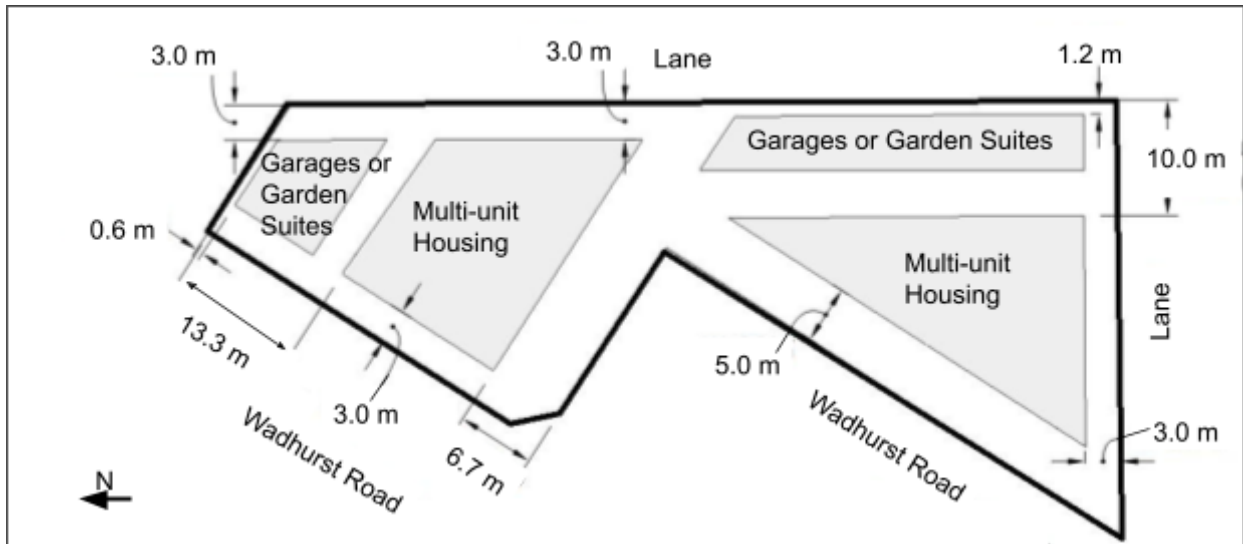 3.0 m
3.0 m
Lane
1.2 m
Garages or Garden Suites
10.0 m
Garages or
Garden
Suites
Multi-unit
Housing
0.6 m
Multi-unit
Housing
Lane
13.3 m
5.0 m
3.0 m
Wadhurst Road
Wadhurst Road
3.0 m
6.7 m
N